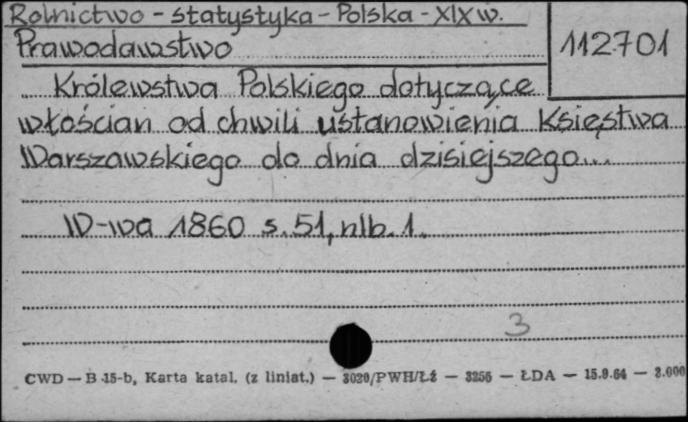 Rolnictwo - statystyka - Polska - XIX w.
Prawodawstwo
112701
Królewstwa Polskiego dotyczące
włościan od chwili ustanowienia Księstwa
Warszawskiego do dnia dzisiejszego...
W-wa 1860 s. 51, nlb. 1.
3
CWD — B-15-b, Karta katal. (z liniat.) — 3020/PWH/Łź — 3256 — ŁDA — 15.9.64 — 3.000